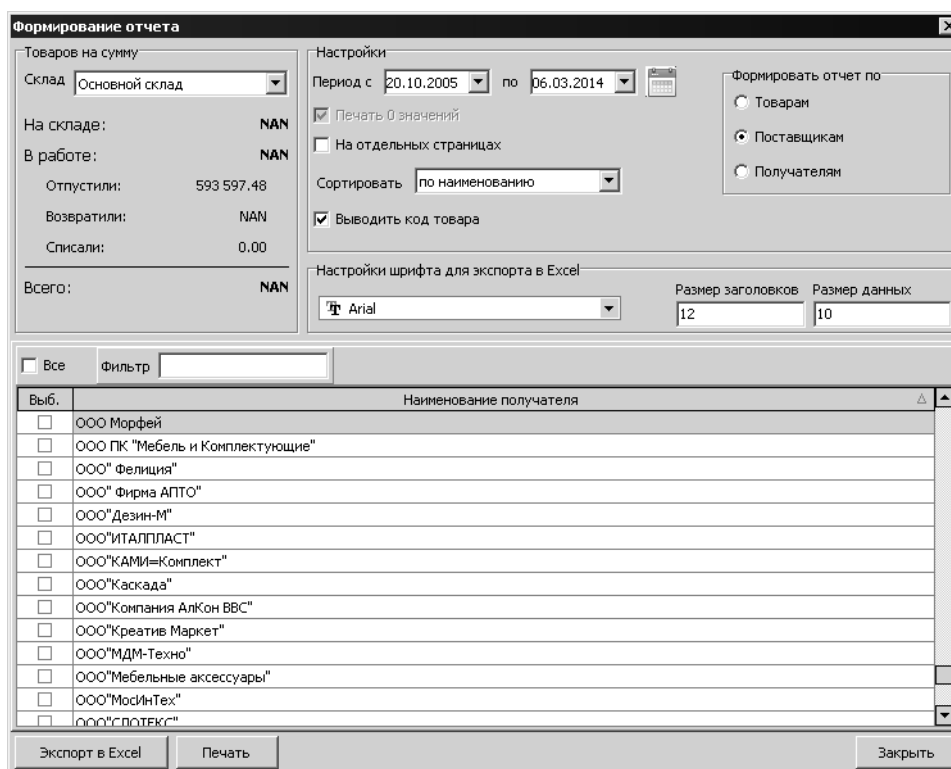 Формирование отчета
Товаров на сумму
Склад Основной склад
На складе: NAN
В работе: NAN
Отпустили: 593 597.48
Возвратили: NAN
Списали: 0.00
Всего: NAN
Настройки
Период с 20.10.2005 по 06.03.2014
Печать 0 значений
На отдельных страницах
Сортировать по наименованию
Выводить код товара
Формировать отчет по
Товарам
Поставщикам
Получателям
Настройки шрифта для экспорта в Excel
Arial
Размер заголовков Размер данных
12 10
Все Фильтр
Выб. Наименование получателя
ООО Морфей
ООО ПК "Мебель и Комплектующие"
ООО" Фелиция"
ООО" Фирма АПТО"
ООО"Дезин-М"
ООО"ИТАЛПЛАСТ"
ООО"КАМИ=Комплект"
ООО"Каскада"
ООО"Компания АлКон ВВС"
ООО"Креатив Маркет"
ООО"МДМ-Техно"
ООО"Мебельные аксессуары"
ООО"МосИнТех"
ООО"СЛОТЕКС"
Экспорт в Excel Печать Закрыть